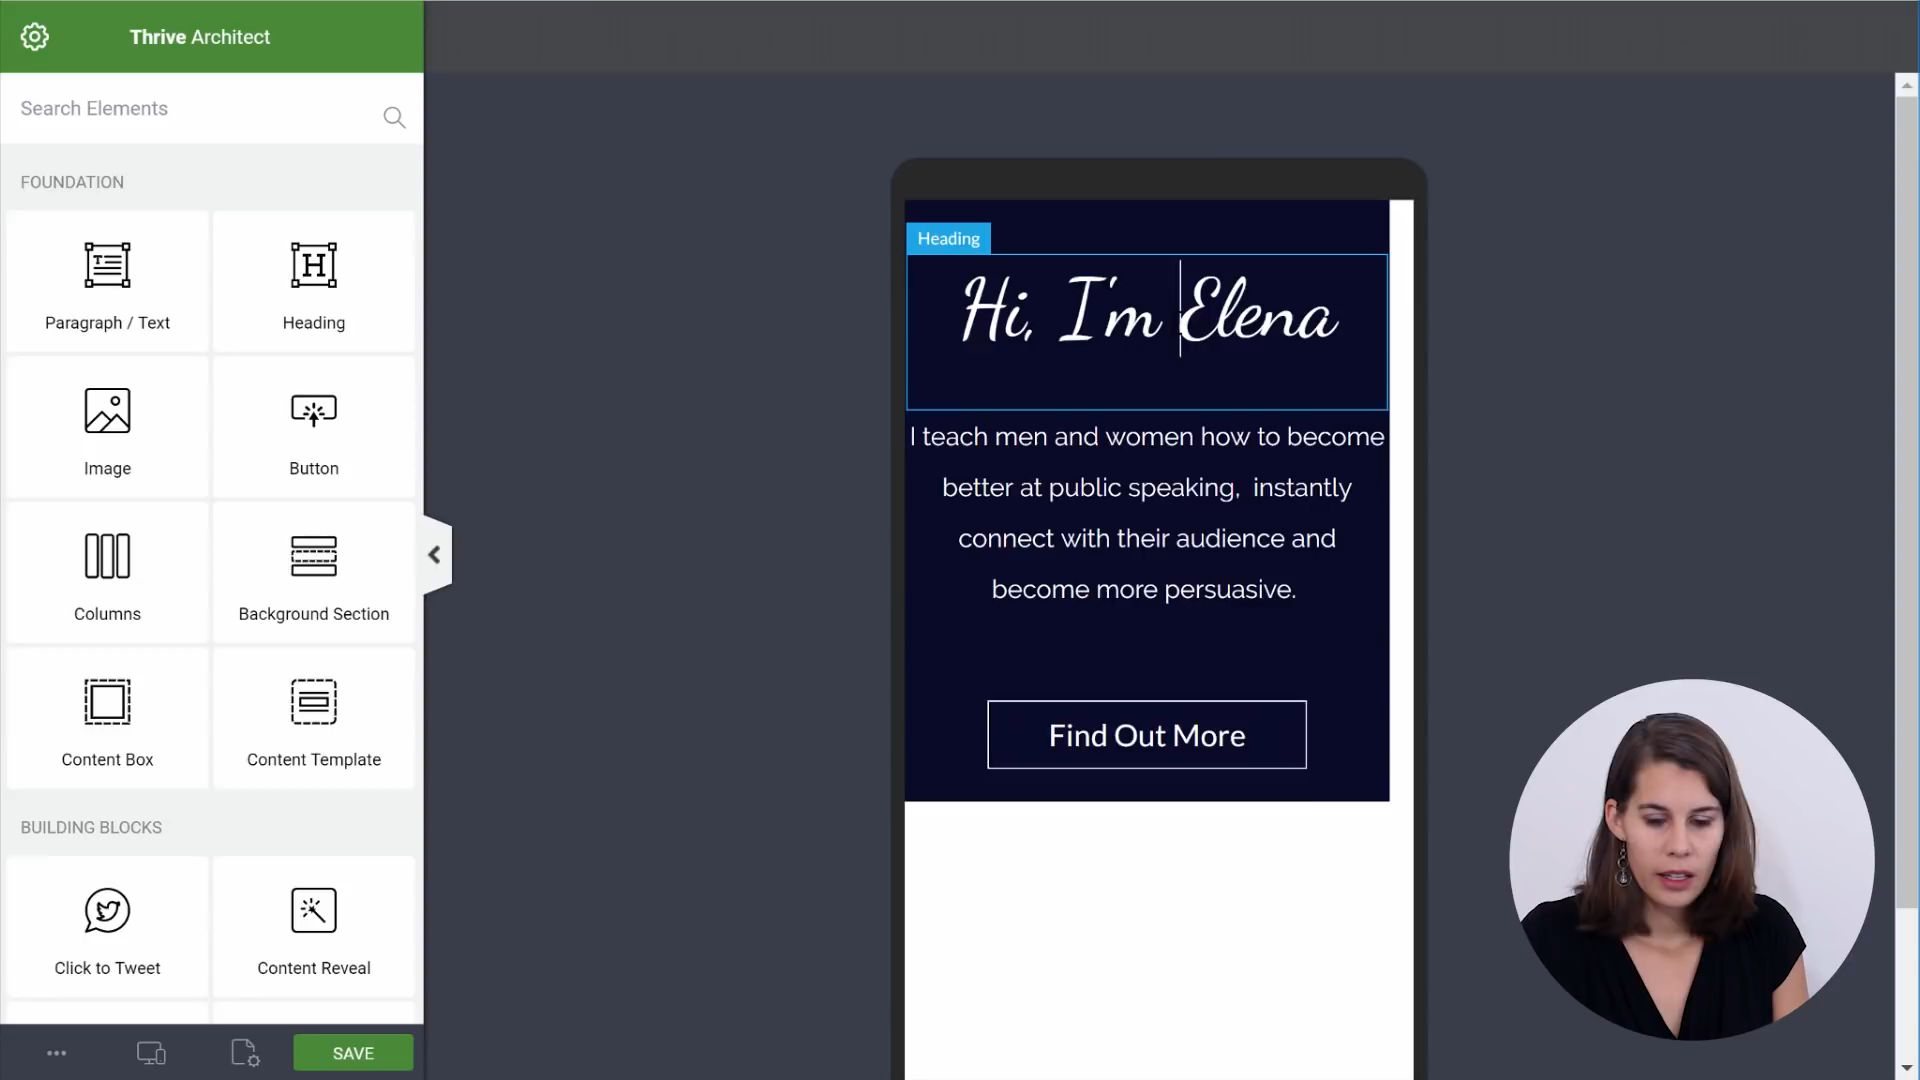 Thrive Architect
Search Elements
FOUNDATION
Paragraph / Text
Heading
Image
Button
Columns
Background Section
Content Box
Content Template
BUILDING BLOCKS
Click to Tweet
Content Reveal
SAVE
Heading
Hi, I'm Elena
I teach men and women how to become
better at public speaking,  instantly
connect with their audience and
become more persuasive.
Find Out More